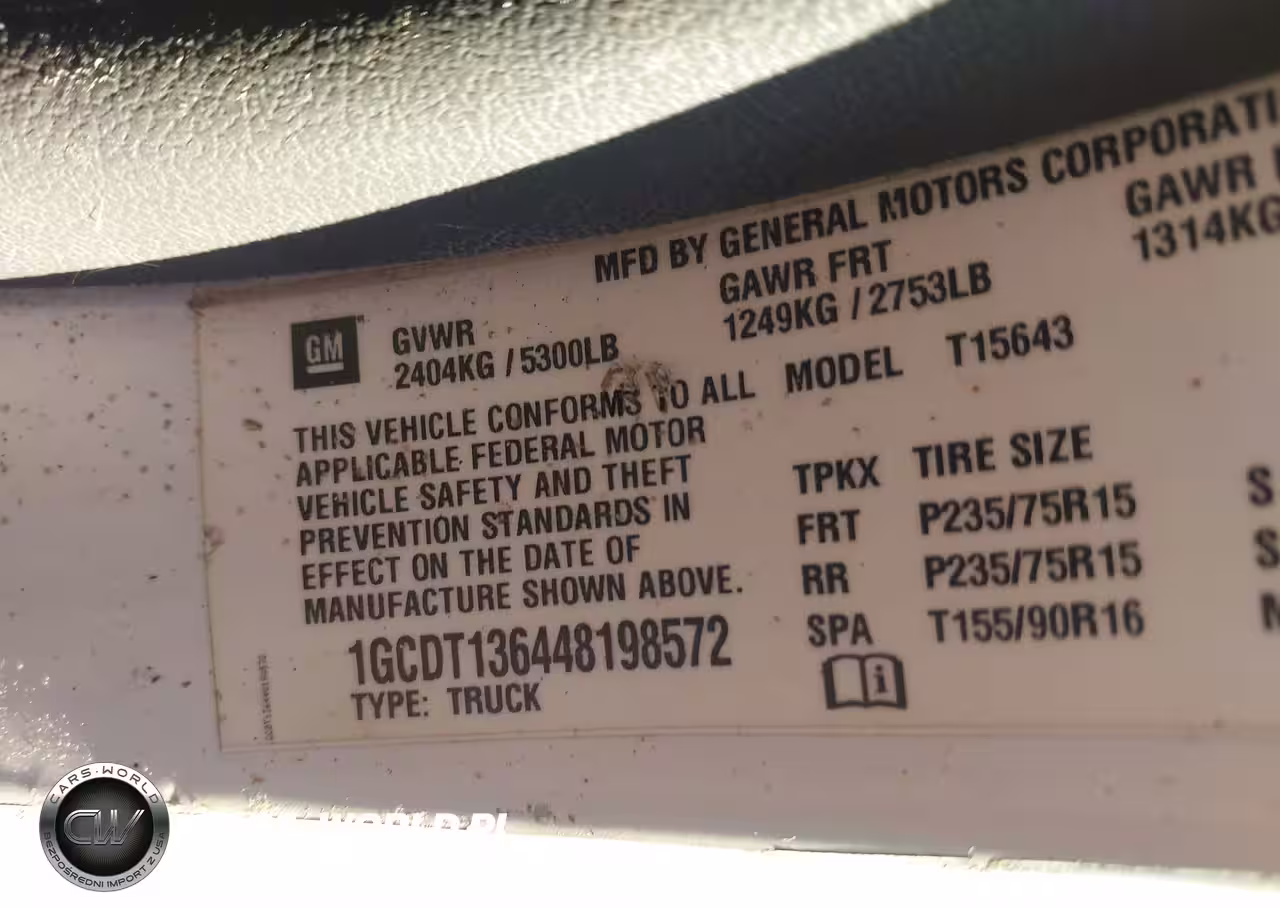 MFD BY GENERAL MOTORS CORPORATI
GM
GVWR
2404KG / 5300LB
GAWR FRT
1249KG / 2753LB
GAWR
1314KG
THIS VEHICLE CONFORMS TO ALL
APPLICABLE FEDERAL MOTOR
VEHICLE SAFETY AND THEFT
PREVENTION STANDARDS IN
EFFECT ON THE DATE OF
MANUFACTURE SHOWN ABOVE.
1GCDT136448198572
TYPE: TRUCK
MODEL T15643
TPKX TIRE SIZE
FRT P235/75R15
RR P235/75R15
SPA T155/90R16
CARS-WORLD
CW
BEZPOŚREDNI IMPORT Z USA
WORLD.PL